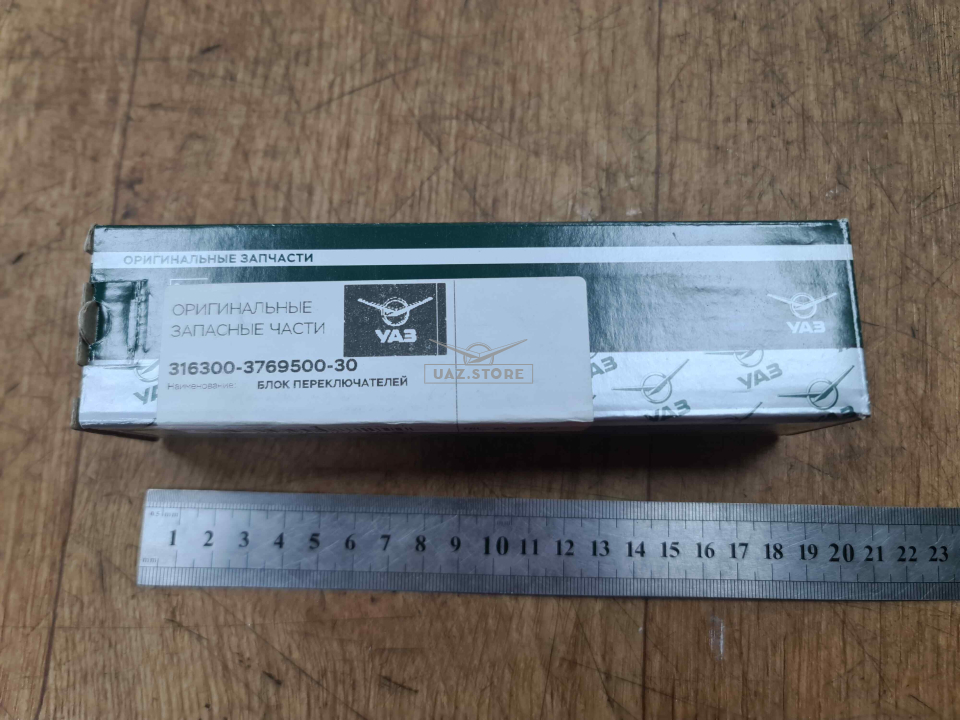 ОРИГИНАЛЬНЫЕ ЗАПЧАСТИ
ОРИГИНАЛЬНЫЕ
ЗАПАСНЫЕ ЧАСТИ
УАЗ
УАЗ
316300-3769500-30
Наименование: БЛОК ПЕРЕКЛЮЧАТЕЛЕЙ
UAZ.STORE
УАЗ
УАЗ
УАЗ
1 2 3 4 5 6 7 8 9 10 11 12 13 14 15 16 17 18 19 20 21 22 23